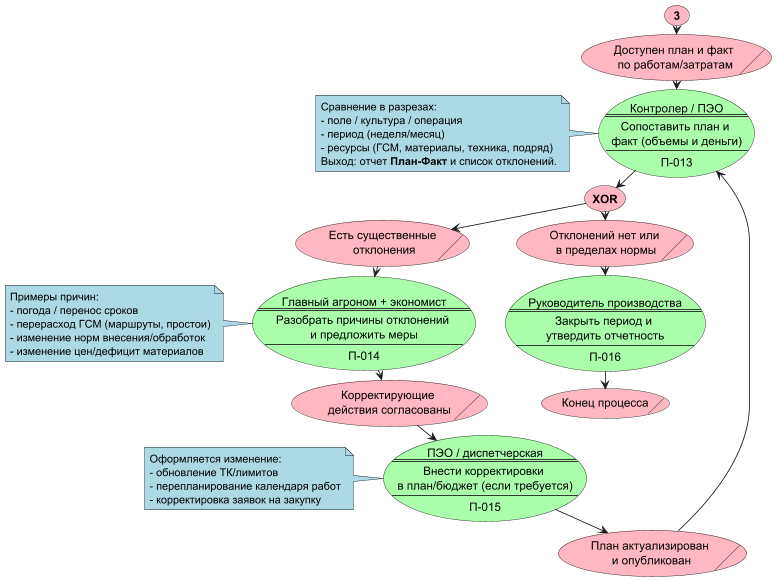 3
Доступен план и факт
по работам/затратам
Сравнение в разрезах:
- поле / культура / операция
- период (неделя/месяц)
- ресурсы (ГСМ, материалы, техника, подряд)
Выход: отчет План-Факт и список отклонений.
Контролер / ПЭО
Сопоставить план и
факт (объемы и деньги)
П-013
XOR
Есть существенные
отклонения
Отклонений нет или
в пределах нормы
Примеры причин:
- погода / перенос сроков
- перерасход ГСМ (маршруты, простои)
- изменение норм внесения/обработок
- изменение цен/дефицит материалов
Главный агроном + экономист
Разобрать причины отклонений
и предложить меры
П-014
Руководитель производства
Закрыть период и
утвердить отчетность
П-016
Корректирующие
действия согласованы
Конец процесса
Оформляется изменение:
- обновление ТК/лимитов
- перепланирование календаря работ
- корректировка заявок на закупку
ПЭО / диспетчерская
Внести корректировки
в план/бюджет (если требуется)
П-015
План актуализирован
и опубликован